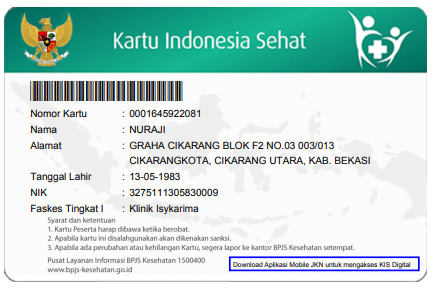 Kartu Indonesia Sehat
Nomor Kartu : 0001645922081
Nama : NURAJI
Alamat : GRAHA CIKARANG BLOK F2 NO.03 003/013
CIKARANGKOTA, CIKARANG UTARA, KAB. BEKASI
Tanggal Lahir : 13-05-1983
NIK : 3275111305830009
Faskes Tingkat I : Klinik Isykarima
Syarat dan ketentuan
1. Kartu Peserta harap dibawa ketika berobat.
2. Apabila kartu ini disalahgunakan akan dikenakan sanksi.
3. Apabila ada perubahan atau kehilangan Kartu, segera lapor ke kantor BPJS Kesehatan setempat.
Pusat Layanan Informasi BPJS Kesehatan 1500400
www.bpjs-kesehatan.go.id
Download Aplikasi Mobile JKN untuk mengakses KIS Digital